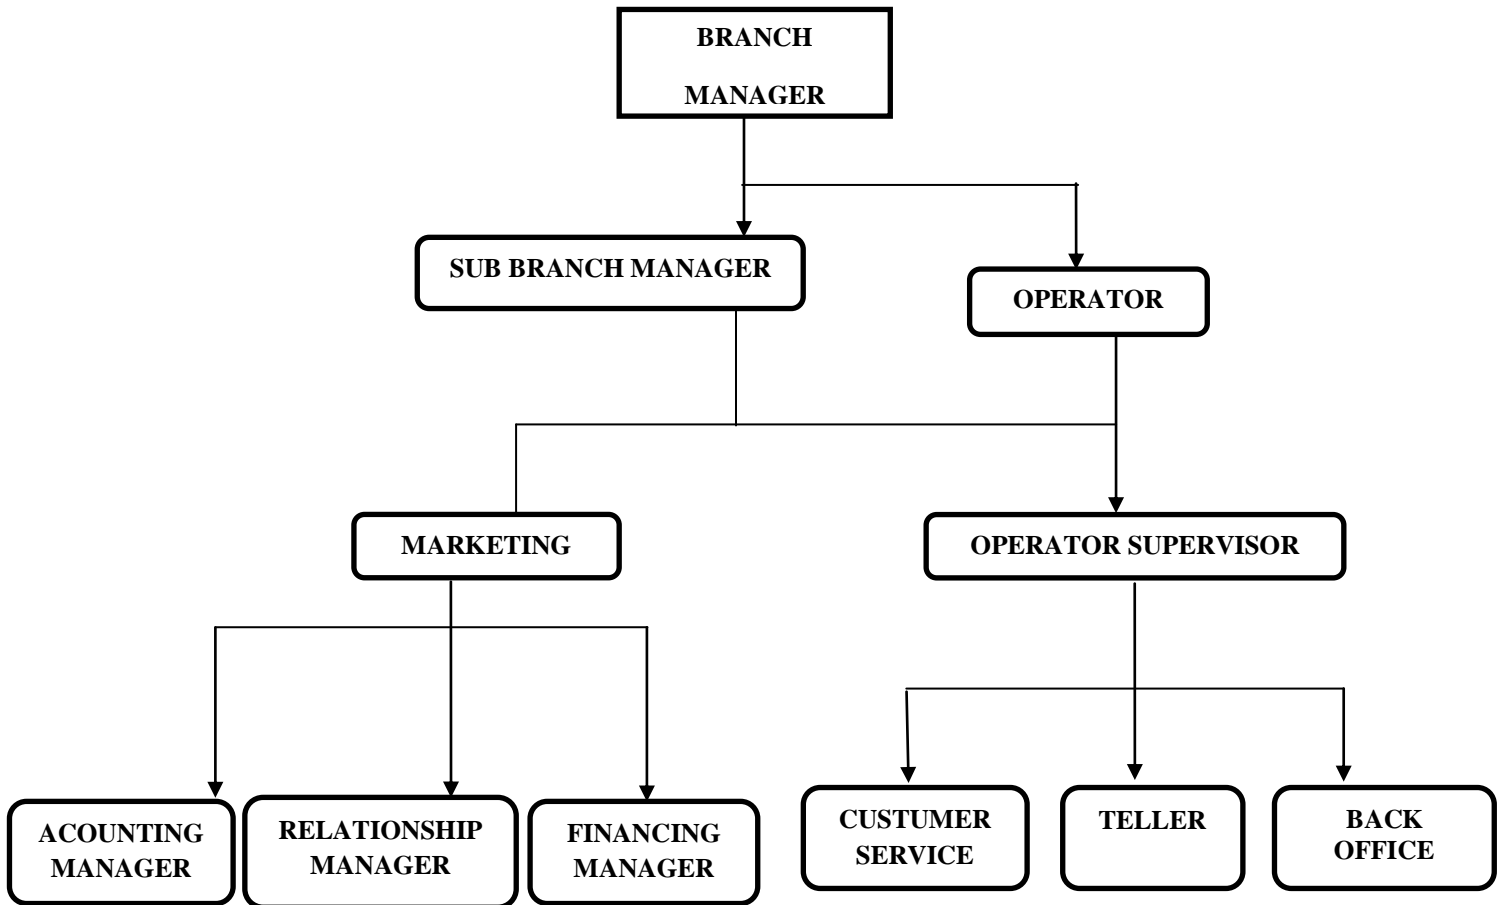 BRANCH
MANAGER
SUB BRANCH MANAGER
OPERATOR
MARKETING
OPERATOR SUPERVISOR
ACOUNTING
MANAGER
RELATIONSHIP
MANAGER
FINANCING
MANAGER
CUSTUMER
SERVICE
TELLER
BACK
OFFICE